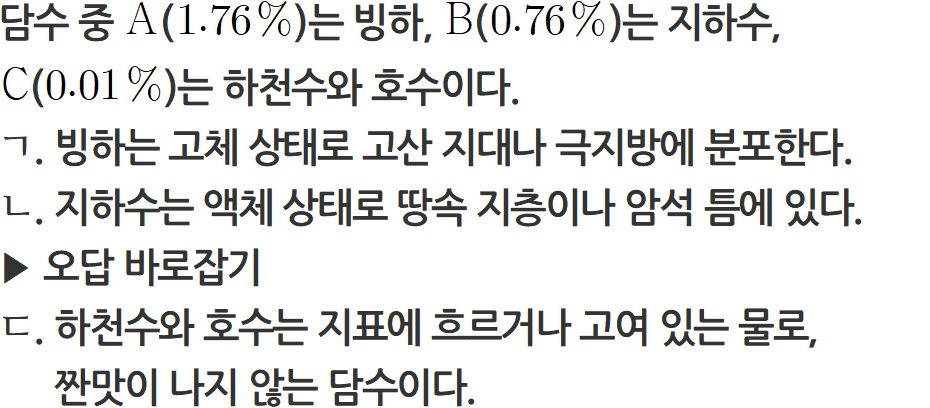 담수 중 A(1.76%)는 빙하, B(0.76%)는 지하수,
C(0.01%)는 하천수와 호수이다.
ㄱ. 빙하는 고체 상태로 고산 지대나 극지방에 분포한다.
ㄴ. 지하수는 액체 상태로 땅속 지층이나 암석 틈에 있다.
▶ 오답 바로잡기
ㄷ. 하천수와 호수는 지표에 흐르거나 고여 있는 물로,
짠맛이 나지 않는 담수이다.